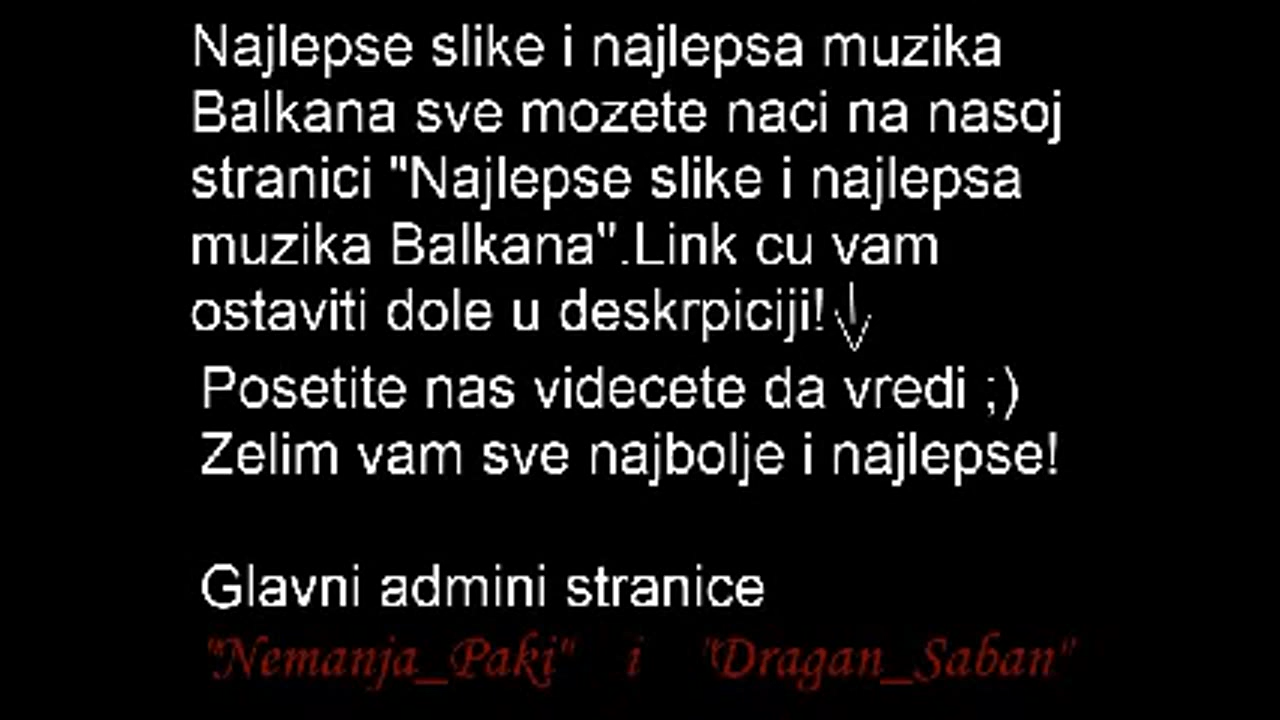 Najlepse slike i najlepsa muzika
Balkana sve mozete naci na nasoj
stranici "Najlepse slike i najlepsa
muzika Balkana".Link cu vam
ostaviti dole u deskrpiciji!
Posetite nas videcete da vredi ;)
Zelim vam sve najbolje i najlepse!
Glavni admini stranice
"Nemanja_Paki" i "Dragan_Saban"